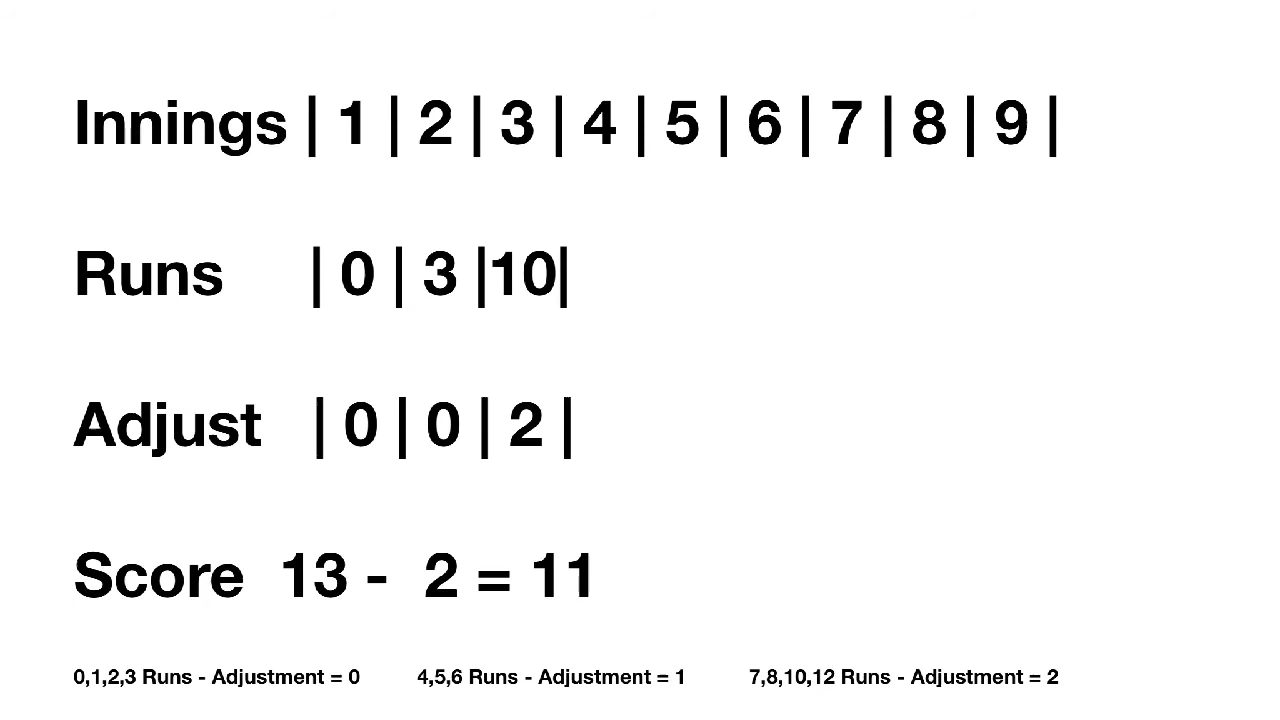 Innings | 1 | 2 | 3 | 4 | 5 | 6 | 7 | 8 | 9 |
Runs | 0 | 3 |10|
Adjust | 0 | 0 | 2 |
Score 13 - 2 = 11
0,1,2,3 Runs - Adjustment = 0 4,5,6 Runs - Adjustment = 1 7,8,10,12 Runs - Adjustment = 2